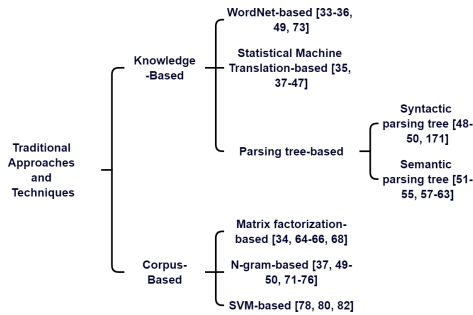 Traditional
Approaches
and
Techniques
Knowledge
-Based
WordNet-based [33-36,
49, 73]
Statistical Machine
Translation-based [35,
37-47]
Parsing tree-based
Syntactic
parsing tree [48-
50, 171]
Semantic
parsing tree [51-
55, 57-63]
Corpus-
Based
Matrix factorization-
based [34, 64-66, 68]
N-gram-based [37, 49-
50, 71-76]
SVM-based [78, 80, 82]